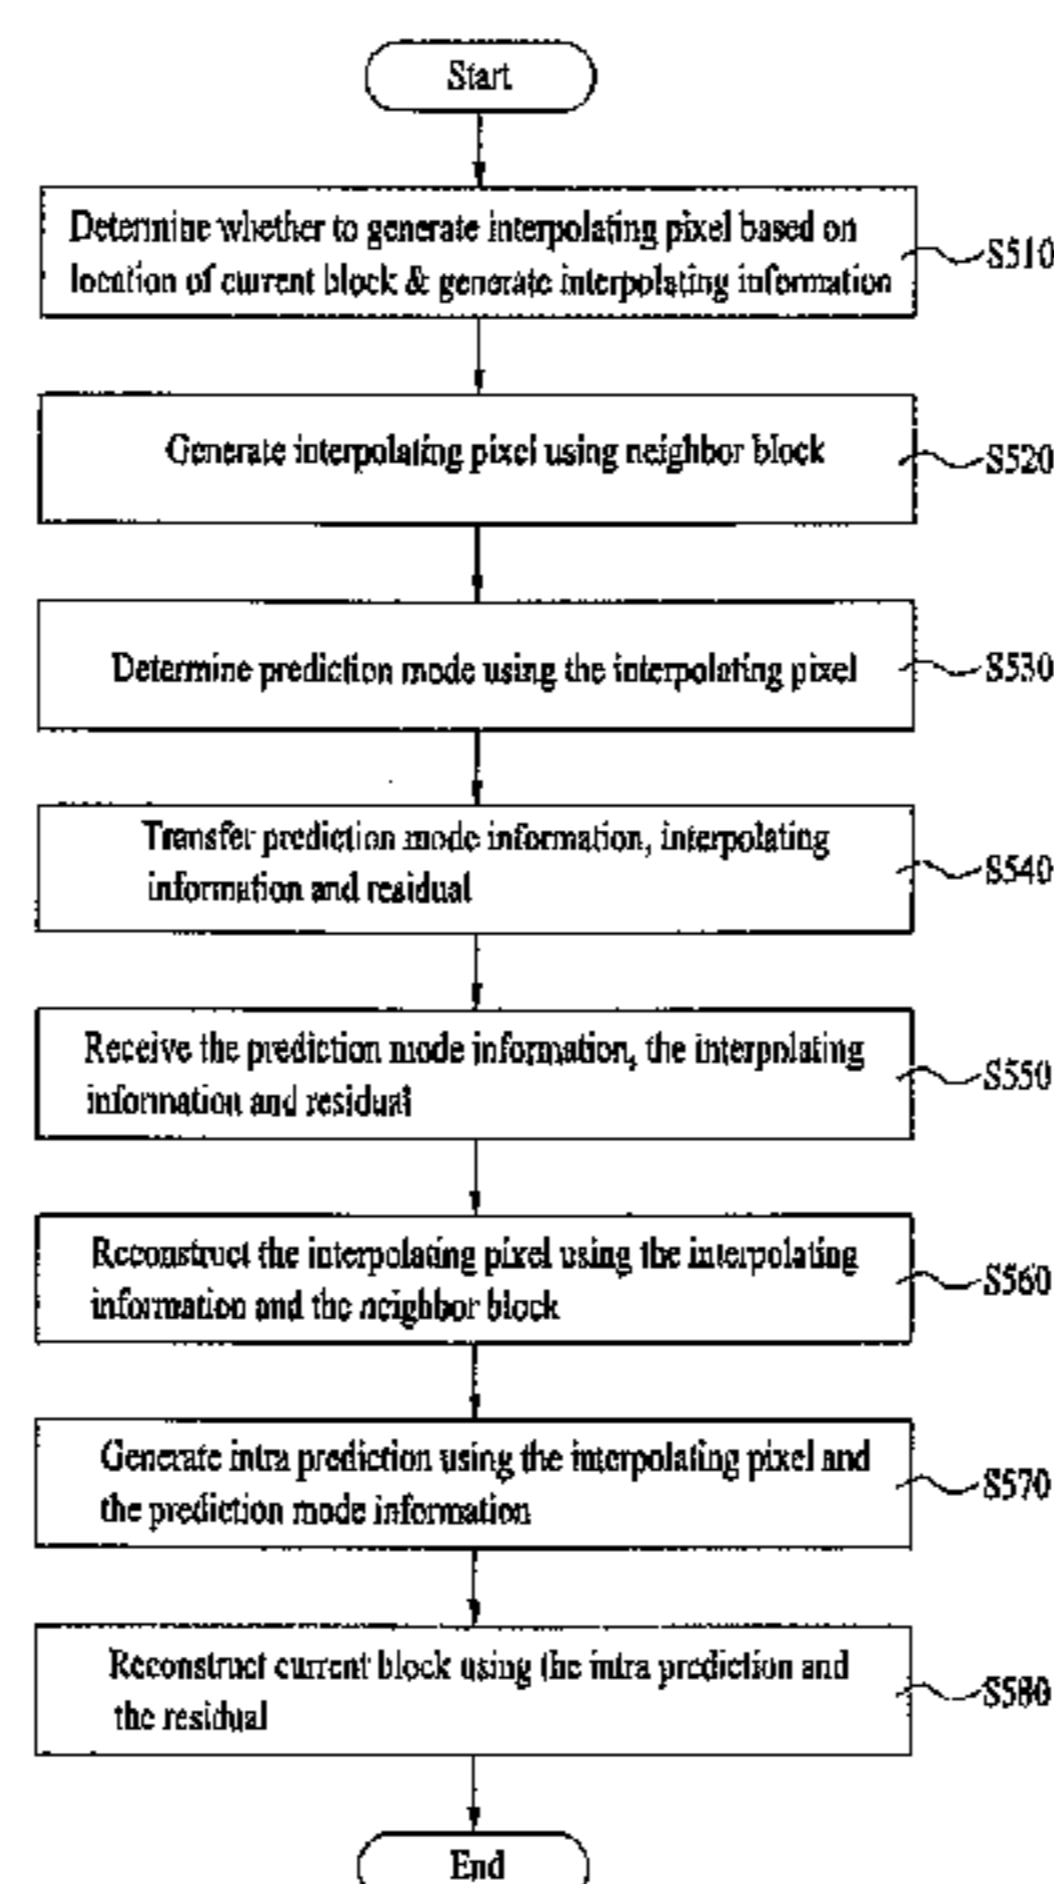 Start
Determine whether to generate interpolating pixel based on
location of current block & generate interpolating information
S510
Generate interpolating pixel using neighbor block
S520
Determine prediction mode using the interpolating pixel
S530
Transfer prediction mode information, interpolating
information and residual
S540
Receive the prediction mode information, the interpolating
information and residual
S550
Reconstruct the interpolating pixel using the interpolating
information and the neighbor block
S560
Generate intra prediction using the interpolating pixel and
the prediction mode information
S570
Reconstruct current block using the intra prediction and
the residual
S580
End